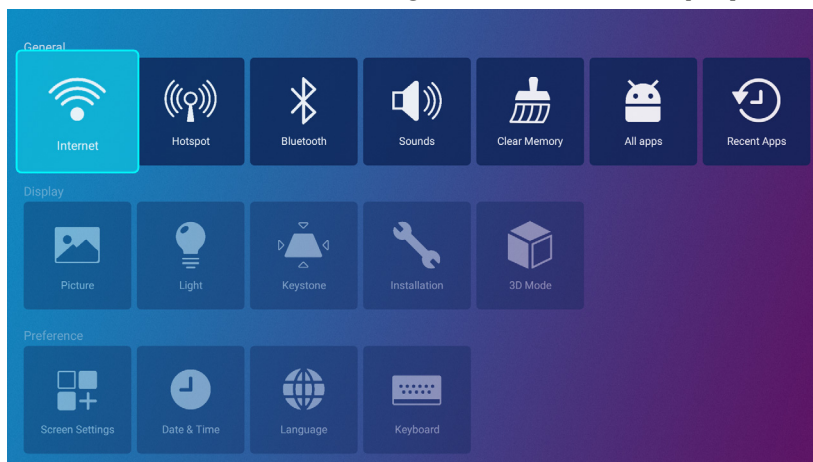 General
Internet
Hotspot
Bluetooth
Sounds
Clear Memory
All apps
Recent Apps
Display
Picture
Light
Keystone
Installation
3D Mode
Preference
Screen Settings
Date & Time
Language
Keyboard